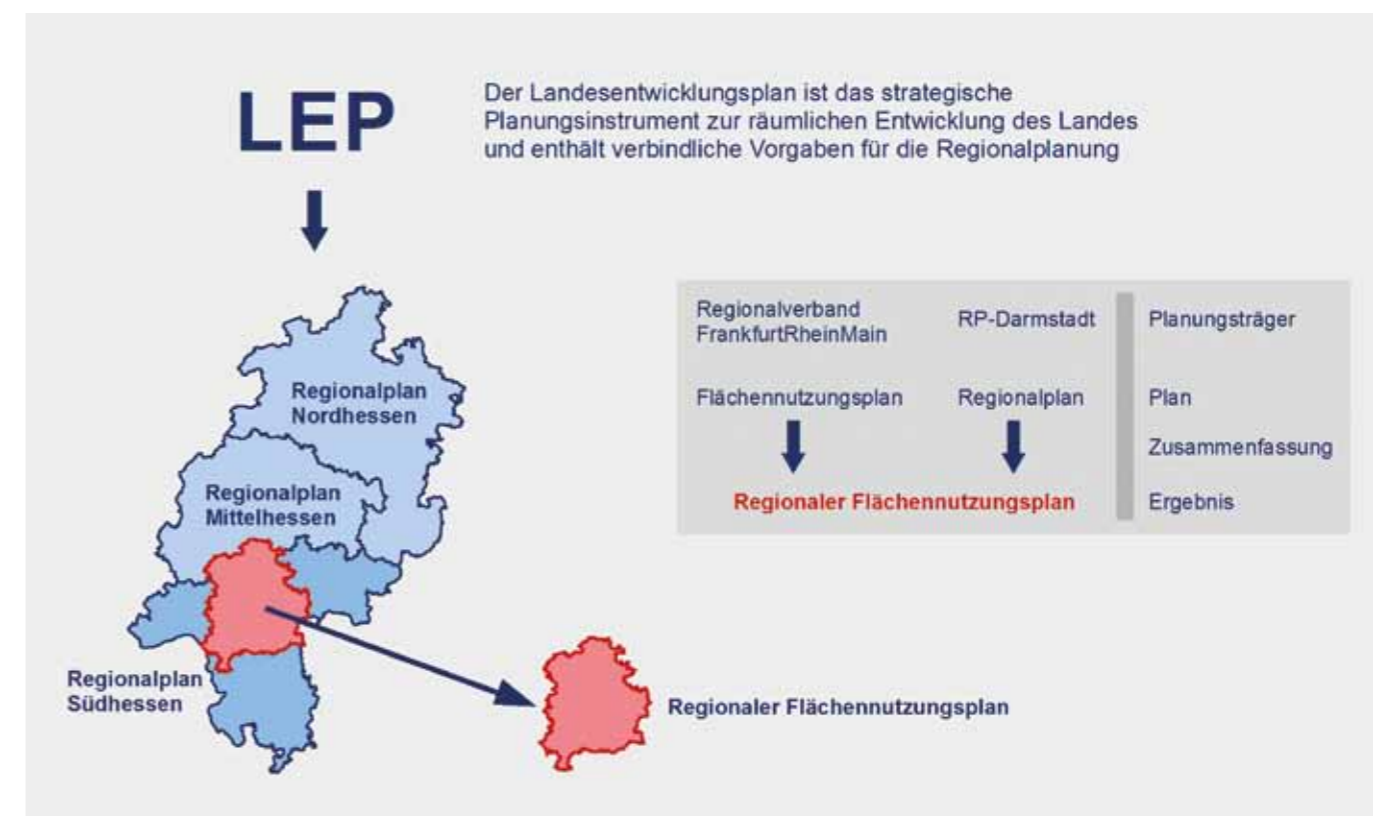 LEP
Der Landesentwicklungsplan ist das strategische
Planungsinstrument zur räumlichen Entwicklung des Landes
und enthält verbindliche Vorgaben für die Regionalplanung
Regionalverband
FrankfurtRheinMain
RP-Darmstadt
Planungsträger
Flächennutzungsplan
Regionalplan
Plan
Zusammenfassung
Regionaler Flächennutzungsplan
Ergebnis
Regionalplan
Nordhessen
Regionalplan
Mittelhessen
Regionalplan
Südhessen
Regionaler Flächennutzungsplan